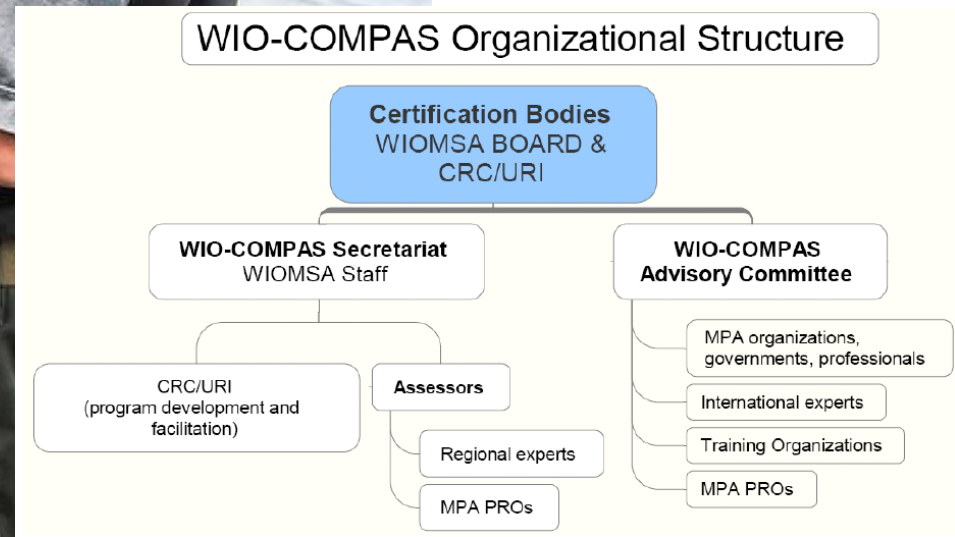 WIO-COMPAS Organizational Structure
Certification Bodies
WIOMSA BOARD &
CRC/URI
WIO-COMPAS Secretariat
WIOMSA Staff
WIO-COMPAS
Advisory Committee
CRC/URI
(program development and
facilitation)
Assessors
Regional experts
MPA PROs
MPA organizations,
governments, professionals
International experts
Training Organizations
MPA PROs